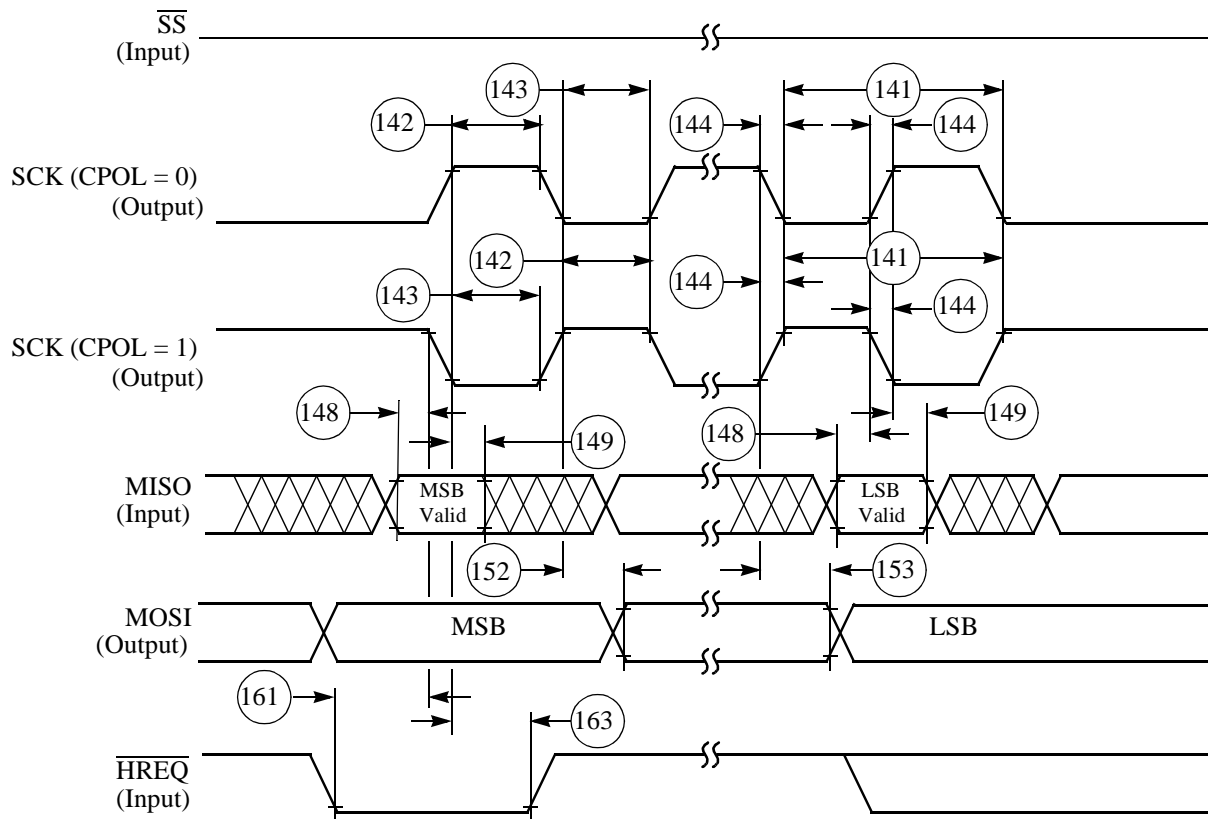 SS
(Input)
143
141
142
144
144
SCK (CPOL = 0)
(Output)
142
141
143
144
144
SCK (CPOL = 1)
(Output)
148
149
148
149
MISO
(Input)
MSB
Valid
LSB
Valid
152
153
MOSI
(Output)
MSB
LSB
161
163
HREQ
(Input)